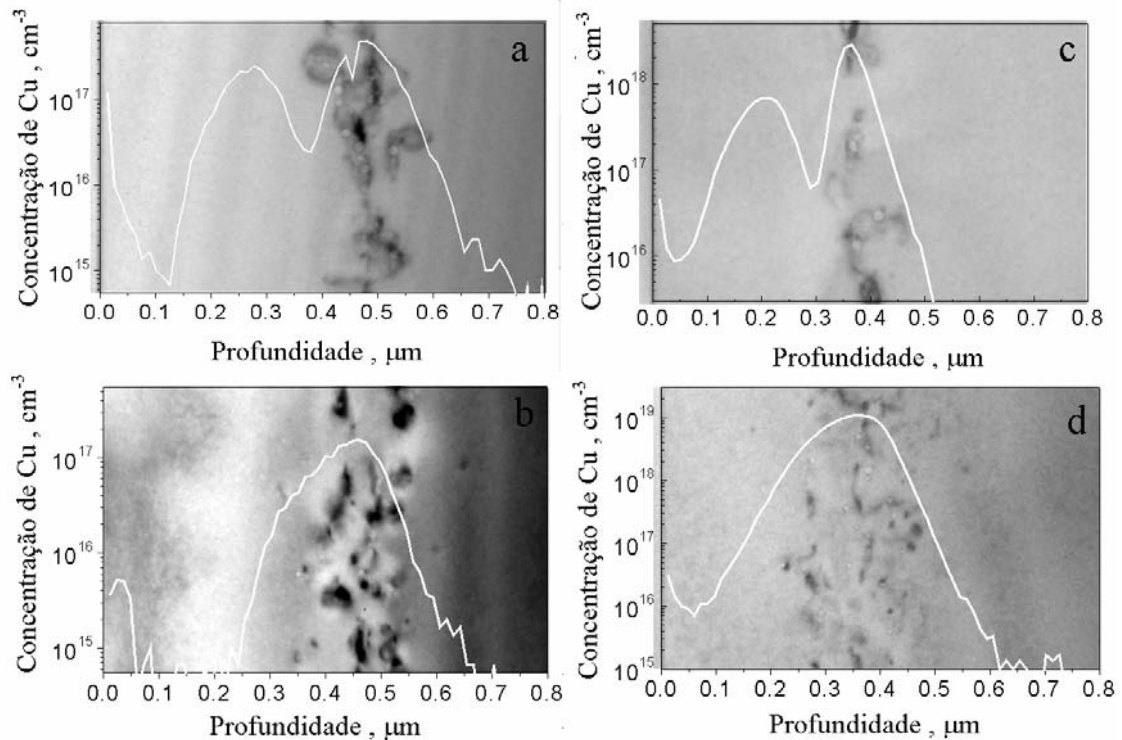 a
Concentração de Cu , cm-3
10^17
10^16
10^15
0.0 0.1 0.2 0.3 0.4 0.5 0.6 0.7 0.8
Profundidade , μm
c
Concentração de Cu , cm-3
10^18
10^17
10^16
0.0 0.1 0.2 0.3 0.4 0.5 0.6 0.7 0.8
Profundidade , μm
b
Concentração de Cu , cm-3
10^17
10^16
10^15
0.0 0.1 0.2 0.3 0.4 0.5 0.6 0.7 0.8
Profundidade , μm
d
Concentração de Cu , cm-3
10^19
10^18
10^17
10^16
10^15
0.0 0.1 0.2 0.3 0.4 0.5 0.6 0.7 0.8
Profundidade , μm